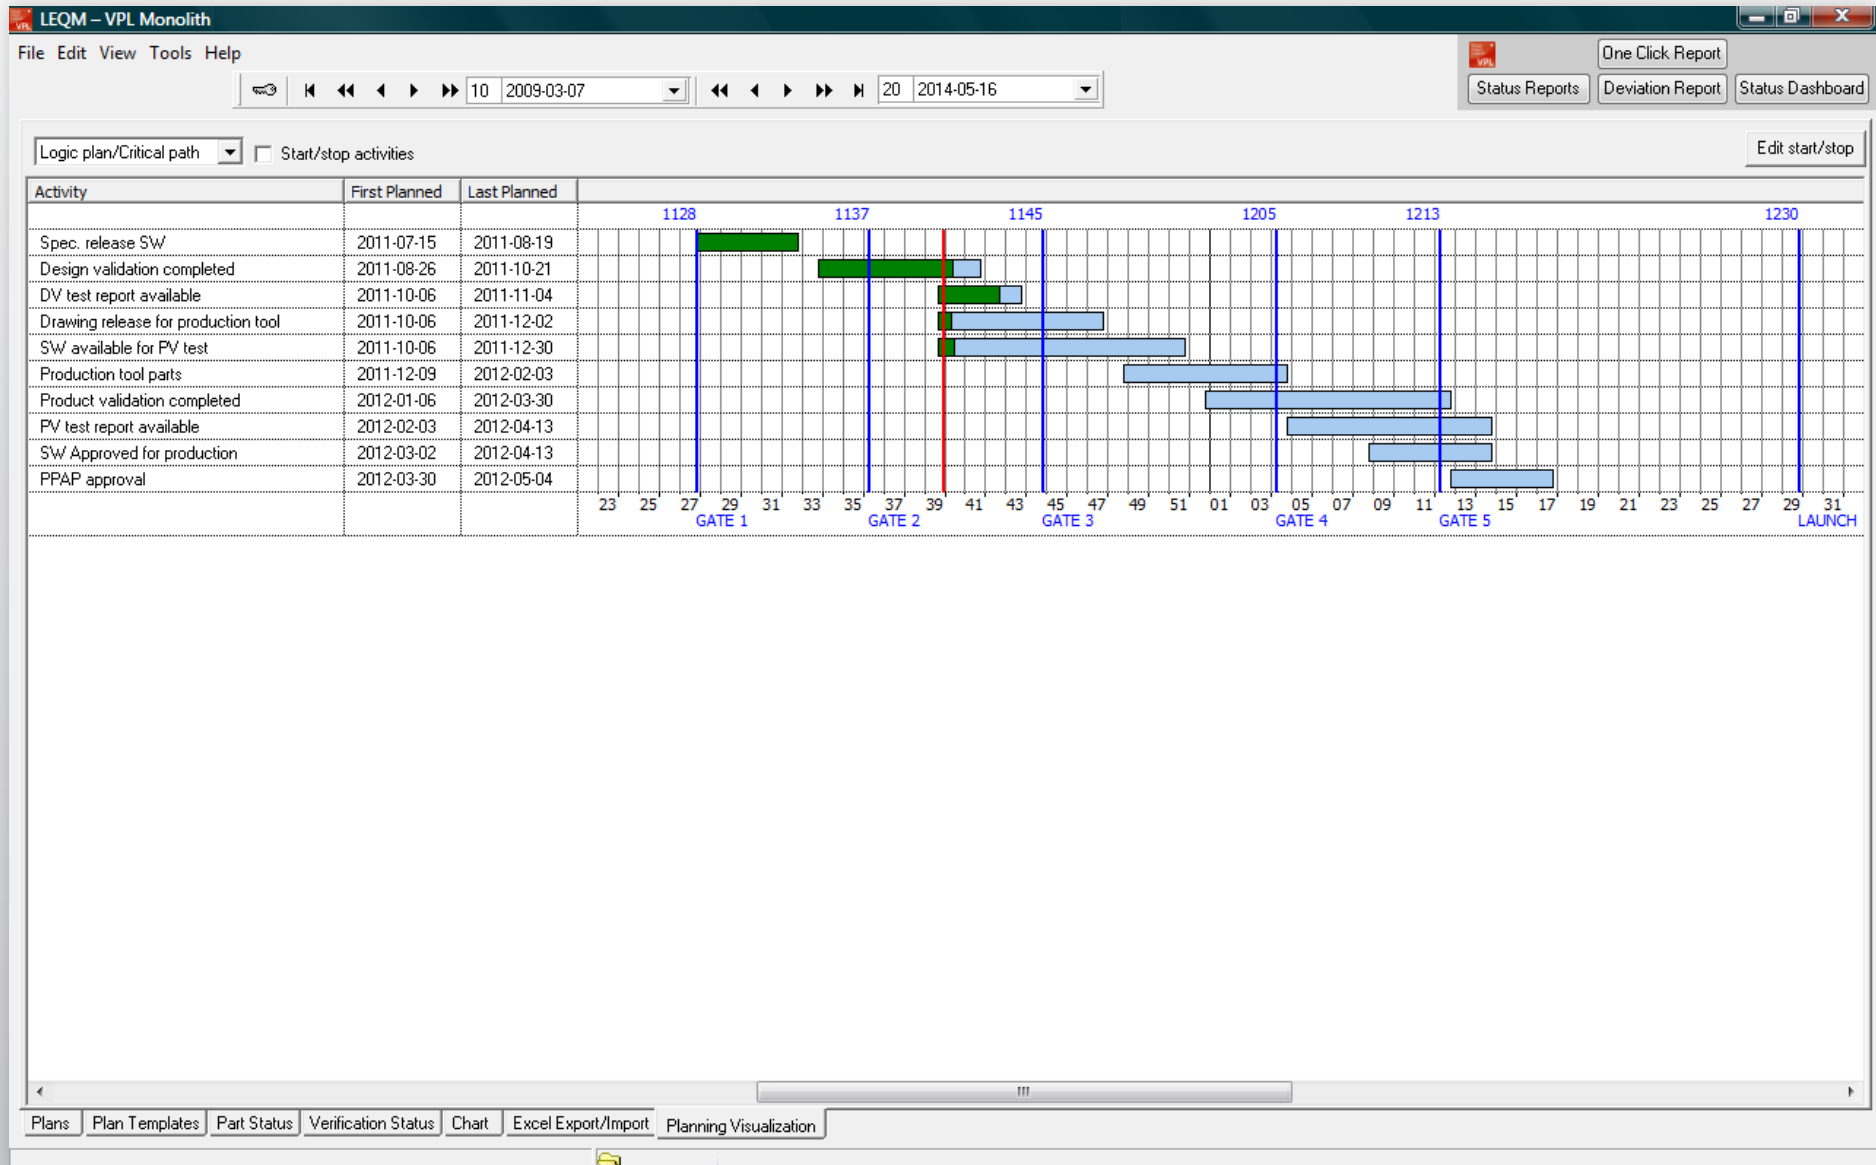 LEQM – VPL Monolith
File Edit View Tools Help
VPL One Click Report
10 2009-03-07 20 2014-05-16
Status Reports Deviation Report Status Dashboard
Logic plan/Critical path Start/stop activities Edit start/stop
Activity First Planned Last Planned
1128 1137 1145 1205 1213 1230
Spec. release SW 2011-07-15 2011-08-19
Design validation completed 2011-08-26 2011-10-21
DV test report available 2011-10-06 2011-11-04
Drawing release for production tool 2011-10-06 2011-12-02
SW available for PV test 2011-10-06 2011-12-30
Production tool parts 2011-12-09 2012-02-03
Product validation completed 2012-01-06 2012-03-30
PV test report available 2012-02-03 2012-04-13
SW Approved for production 2012-03-02 2012-04-13
PPAP approval 2012-03-30 2012-05-04
23 25 27 29 31 33 35 37 39 41 43 45 47 49 51 01 03 05 07 09 11 13 15 17 19 21 23 25 27 29 31
GATE 1 GATE 2 GATE 3 GATE 4 GATE 5 LAUNCH
Plans Plan Templates Part Status Verification Status Chart Excel Export/Import Planning Visualization